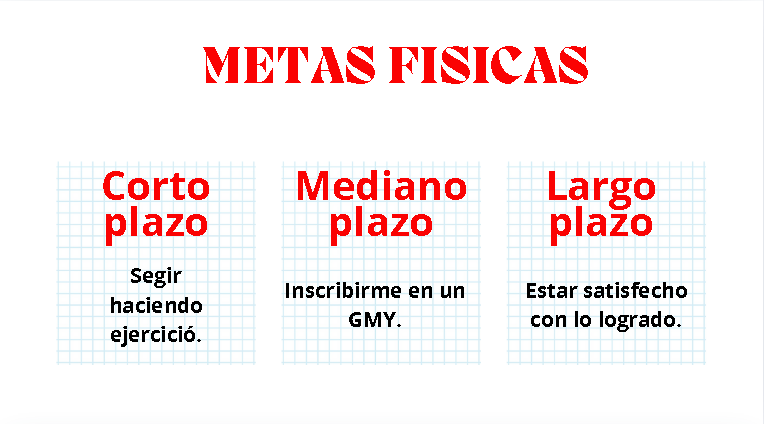 METAS FISICAS
Corto
plazo
Segir
haciendo
ejercició.
Mediano
plazo
Inscribirme en un
GMY.
Largo
plazo
Estar satisfecho
con lo logrado.